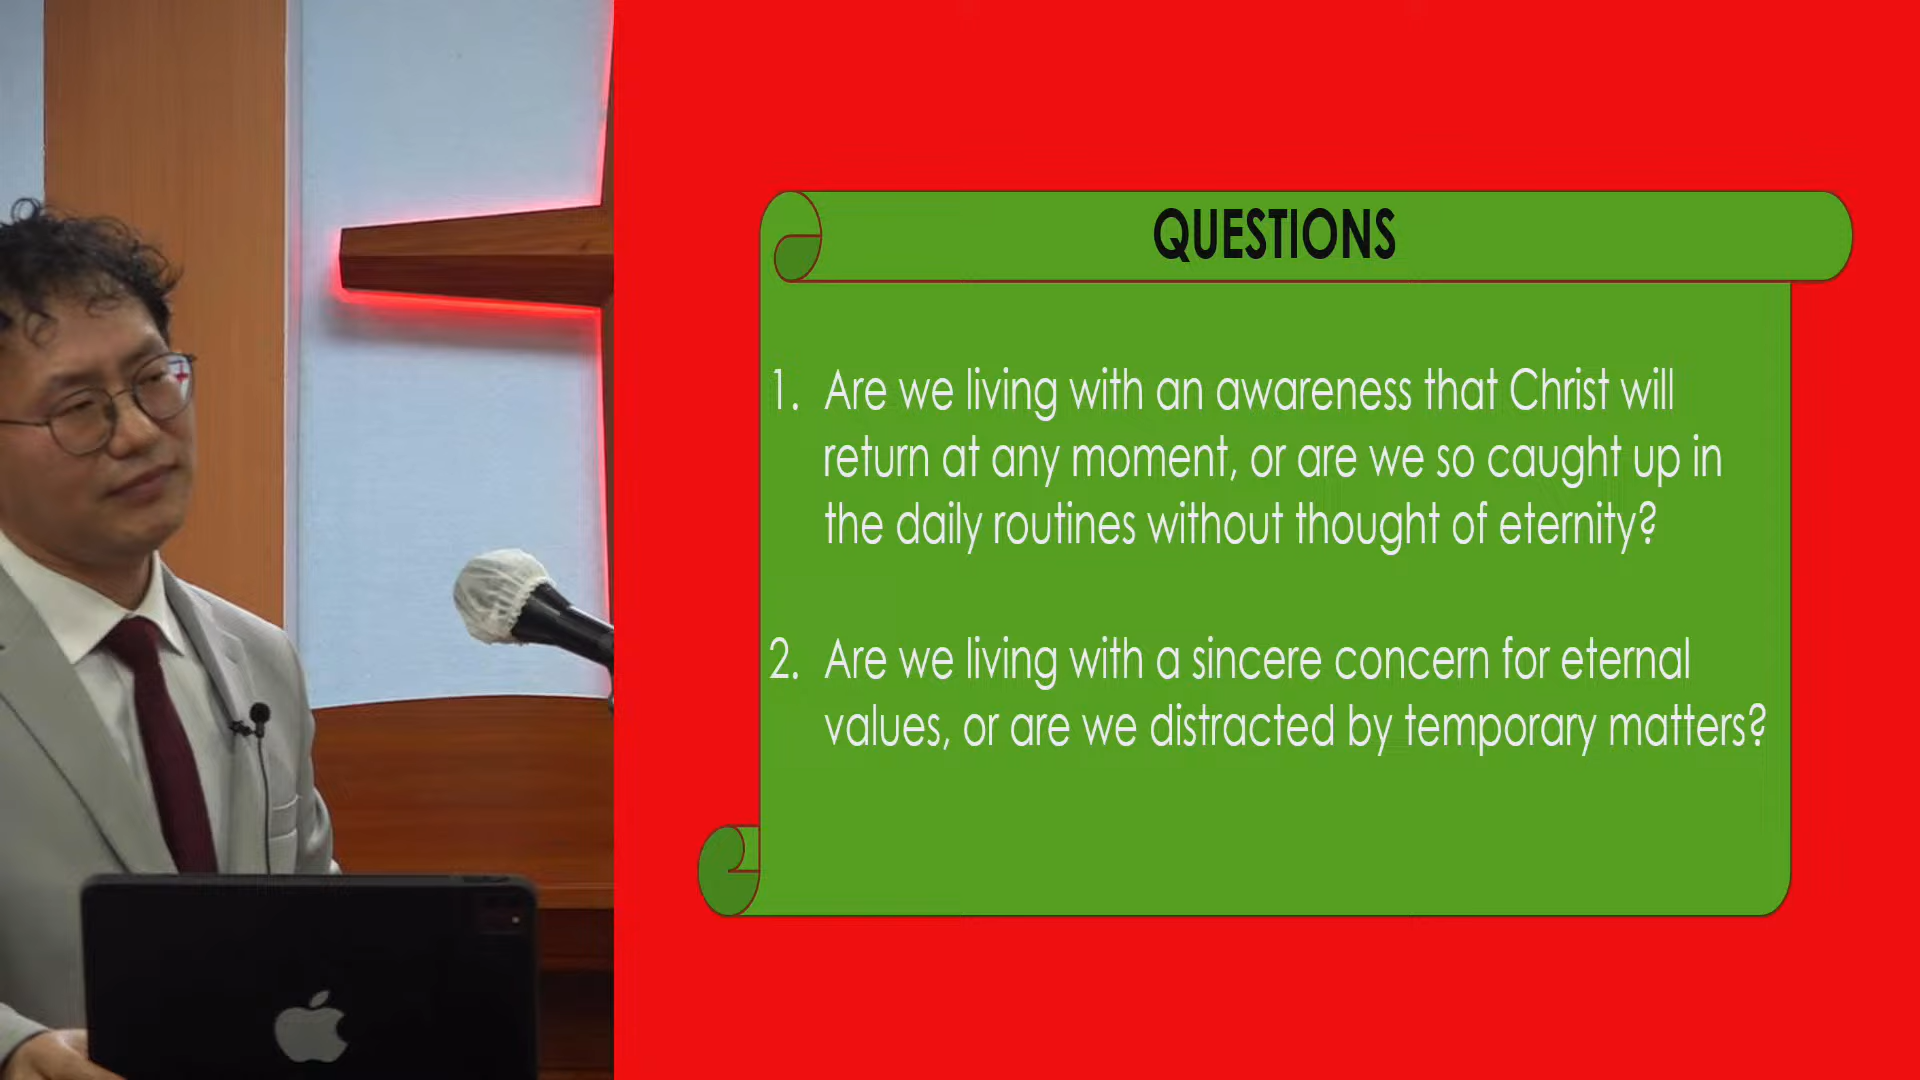 QUESTIONS
1. Are we living with an awareness that Christ will
return at any moment, or are we so caught up in
the daily routines without thought of eternity?
2. Are we living with a sincere concern for eternal
values, or are we distracted by temporary matters?